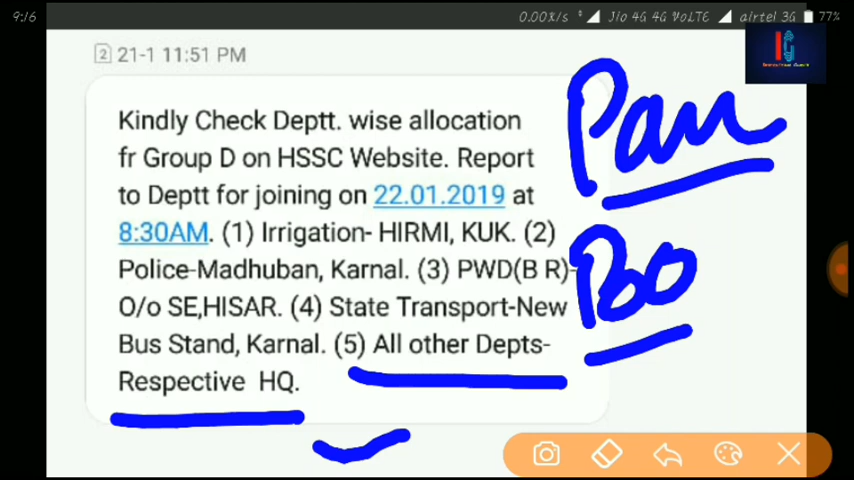 9:16
0.00K/s Jio 4G 4G VoLTE airtel 3G 77%
2 21-1 11:51 PM
Kindly Check Deptt. wise allocation
fr Group D on HSSC Website. Report
to Deptt for joining on 22.01.2019 at
8:30AM. (1) Irrigation- HIRMI, KUK. (2)
Police-Madhuban, Karnal. (3) PWD(B R)-
O/o SE,HISAR. (4) State Transport-New
Bus Stand, Karnal. (5) All other Depts-
Respective HQ.
BO